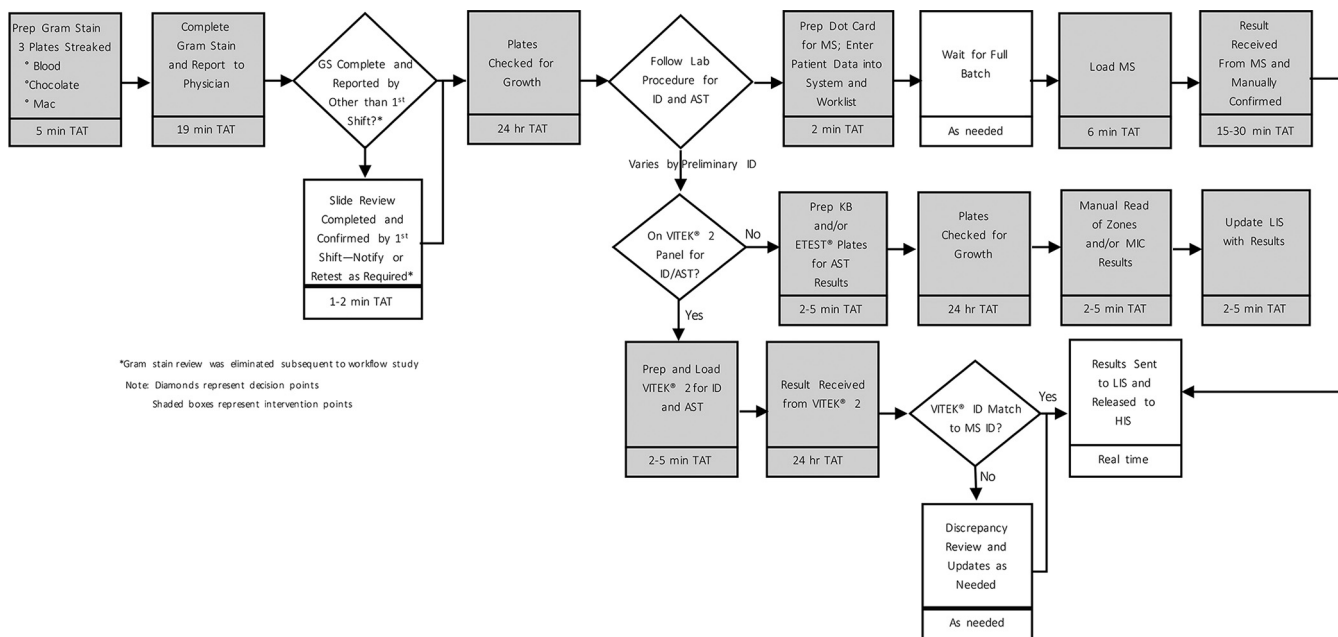 Prep Gram Stain
3 Plates Streaked
° Blood
°Chocolate
° Mac
5 min TAT
Complete
Gram Stain
and Report to
Physician
19 min TAT
GS Complete and
Reported by
Other than 1st
Shift?*
Slide Review
Completed and
Confirmed by 1st
Shift—Notify or
Retest as Required*
1-2 min TAT
Plates
Checked for
Growth
24 hr TAT
Follow Lab
Procedure for
ID and AST
Varies by Preliminary ID
Prep Dot Card
for MS; Enter
Patient Data into
System and
Worklist
2 min TAT
Wait for Full
Batch
As needed
Load MS
6 min TAT
Result
Received
From MS and
Manually
Confirmed
15-30 min TAT
On VITEK® 2
Panel for
ID/AST?
No
Prep KB
and/or
ETEST® Plates
for AST
Results
2-5 min TAT
Plates
Checked for
Growth
24 hr TAT
Manual Read
of Zones
and/or MIC
Results
2-5 min TAT
Update LIS
with Results
2-5 min TAT
Yes
Prep and Load
VITEK® 2 for ID
and AST
2-5 min TAT
Result Received
from VITEK® 2
24 hr TAT
VITEK® ID Match
to MS ID?
Yes
Results Sent
to LIS and
Released to
HIS
Real time
No
Discrepancy
Review and
Updates as
Needed
As needed
*Gram stain review was eliminated subsequent to workflow study
Note: Diamonds represent decision points
Shaded boxes represent intervention points